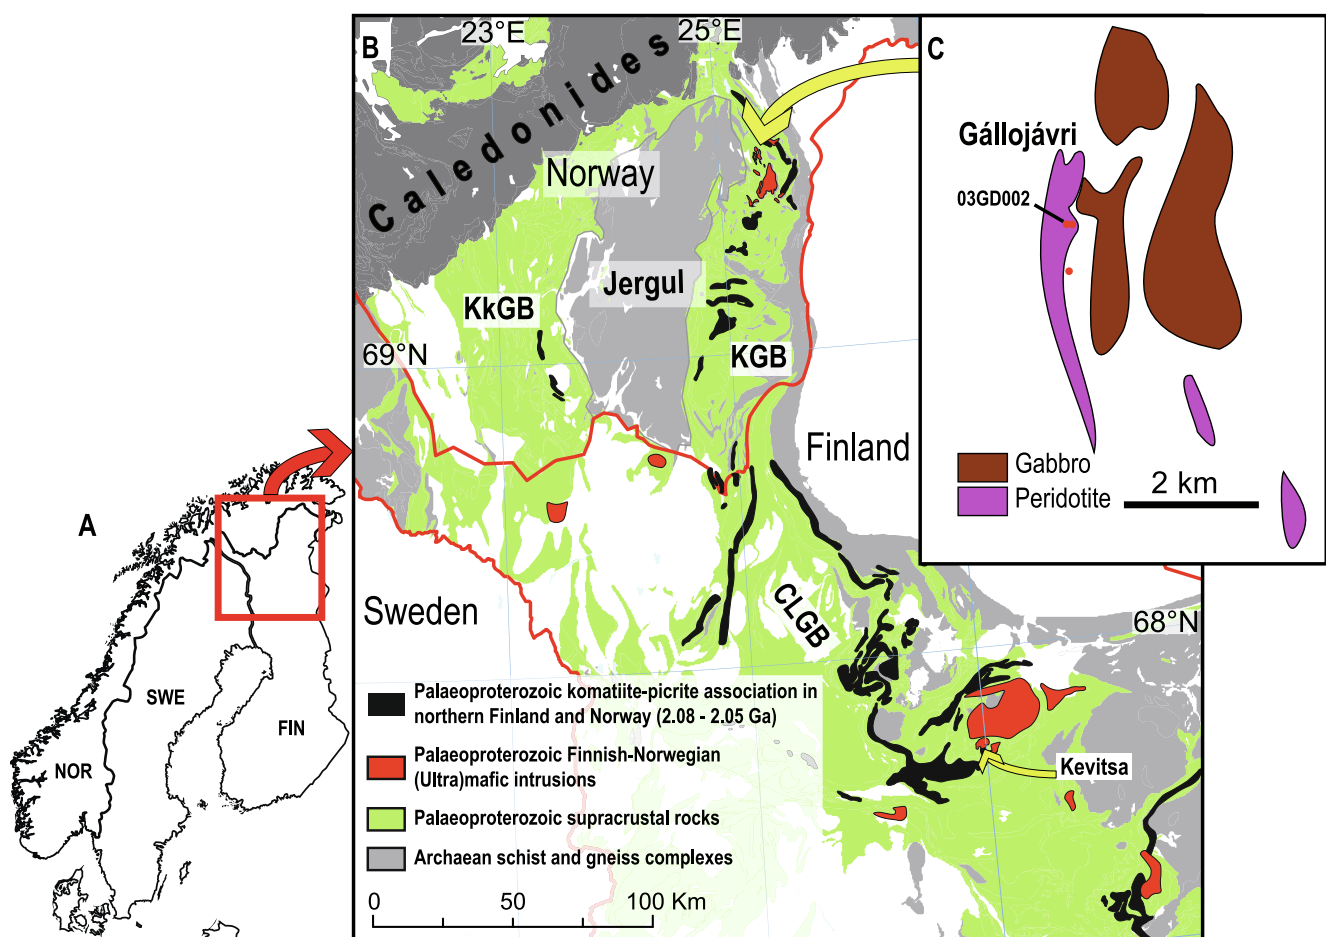 A
NOR
SWE
FIN
B
23°E
25°E
Caledonides
Norway
Jergul
KkGB
69°N
KGB
Finland
Sweden
CLGB
68°N
Kevitsa
Palaeoproterozoic komatiite-picrite association in
northern Finland and Norway (2.08 - 2.05 Ga)
Palaeoproterozoic Finnish-Norwegian
(Ultra)mafic intrusions
Palaeoproterozoic supracrustal rocks
Archaean schist and gneiss complexes
0 50 100 Km
C
Gállojávri
03GD002
Gabbro
Peridotite
2 km